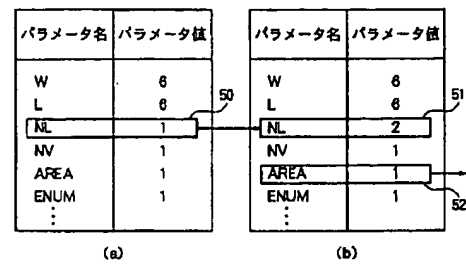 パラメータ名 パラメータ値
W 6
L 6
NL 1
NV 1
AREA 1
ENUM 1
⋮
50
(a)
パラメータ名 パラメータ値
W 6
L 6
NL 2
NV 1
AREA 1
ENUM 1
⋮
51
52
(b)